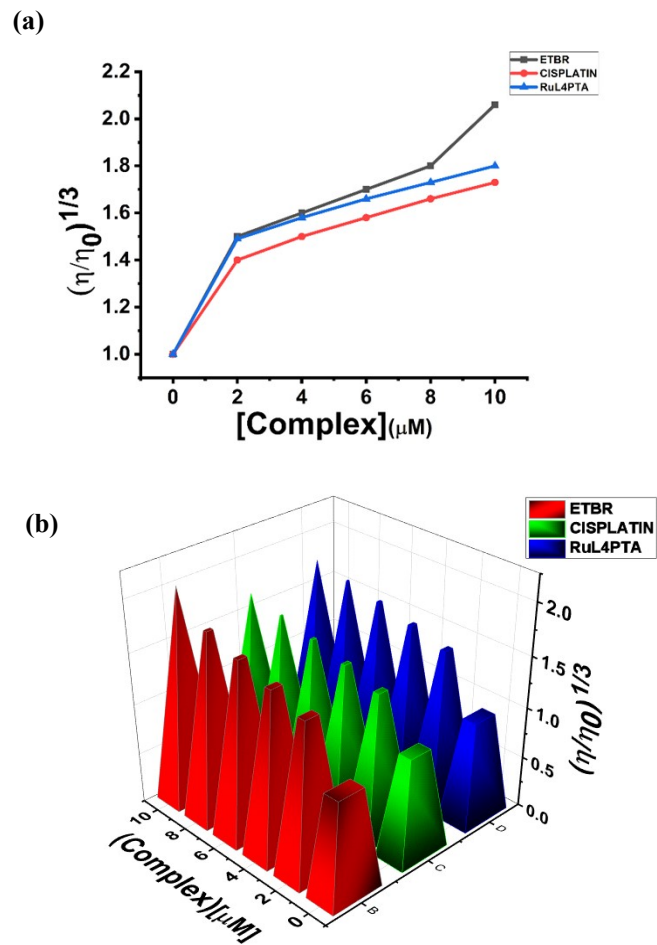 (a)
ETBR
CISPLATIN
RuL4PTA
2.2
2.0
1.8
1.6
1.4
1.2
1.0
(η/η0)1/3
0 2 4 6 8 10
[Complex](μM)
(b)
ETBR
CISPLATIN
RuL4PTA
2.0
1.5
1.0
0.5
0.0
(η/η0)1/3
10 8 6 4 2 0
(Complex)[μM]
B C D